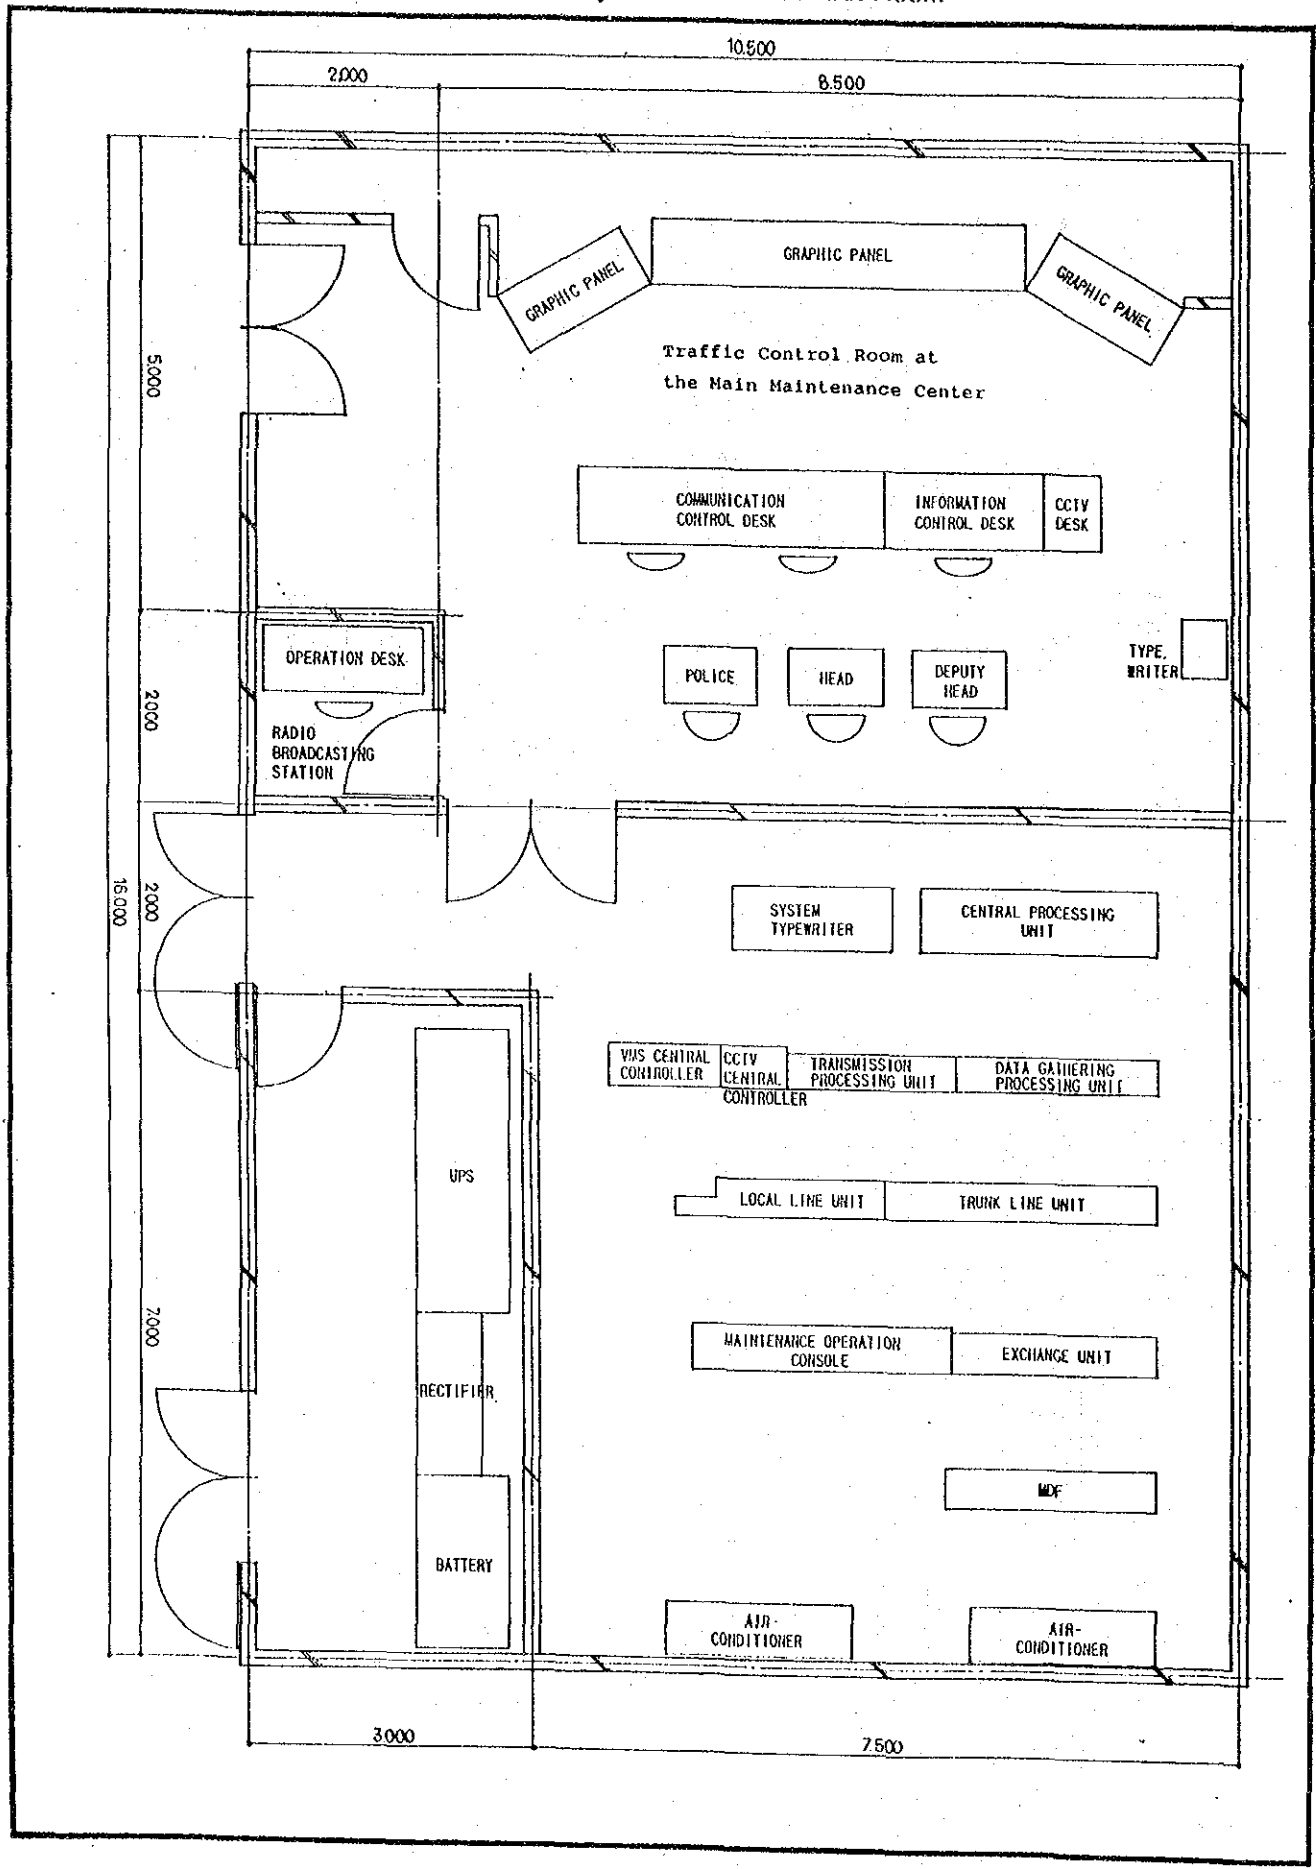 10.500
2.000
8.500
GRAPHIC PANEL
GRAPHIC PANEL
GRAPHIC PANEL
Traffic Control Room at
the Main Maintenance Center
5.000
COMMUNICATION
CONTROL DESK
INFORMATION
CONTROL DESK
CCTV
DESK
OPERATION DESK
POLICE
HEAD
DEPUTY
HEAD
TYPE.
WRITER
2.000
RADIO
BROADCASTING
STATION
16.000
2.000
SYSTEM
TYPEWRITER
CENTRAL PROCESSING
UNIT
VMS CENTRAL
CONTROLLER
CCTV
CENTRAL
CONTROLLER
TRANSMISSION
PROCESSING UNIT
DATA GATHERING
PROCESSING UNIT
UPS
LOCAL LINE UNIT
TRUNK LINE UNIT
7.000
MAINTENANCE OPERATION
CONSOLE
EXCHANGE UNIT
RECTIFIER
MDF
BATTERY
AIR-
CONDITIONER
AIR-
CONDITIONER
3.000
7.500